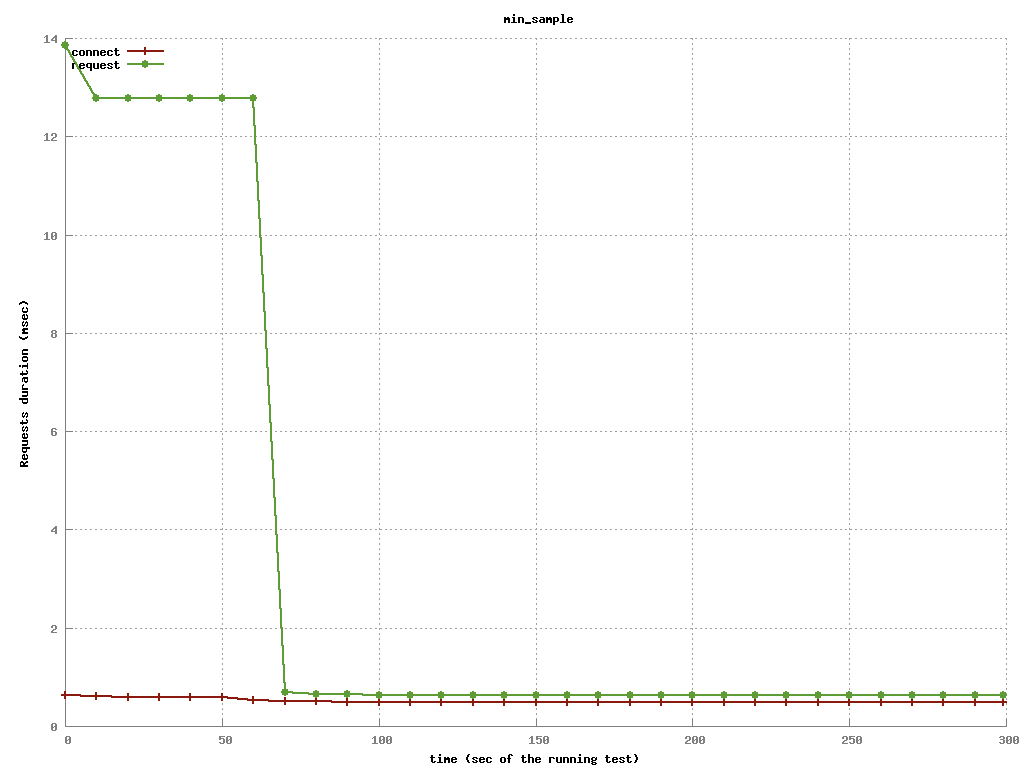 min_sample
14
connect
request
12
10
8
Requests duration (msec)
6
4
2
0
0 50 100 150 200 250 300
time (sec of the running test)